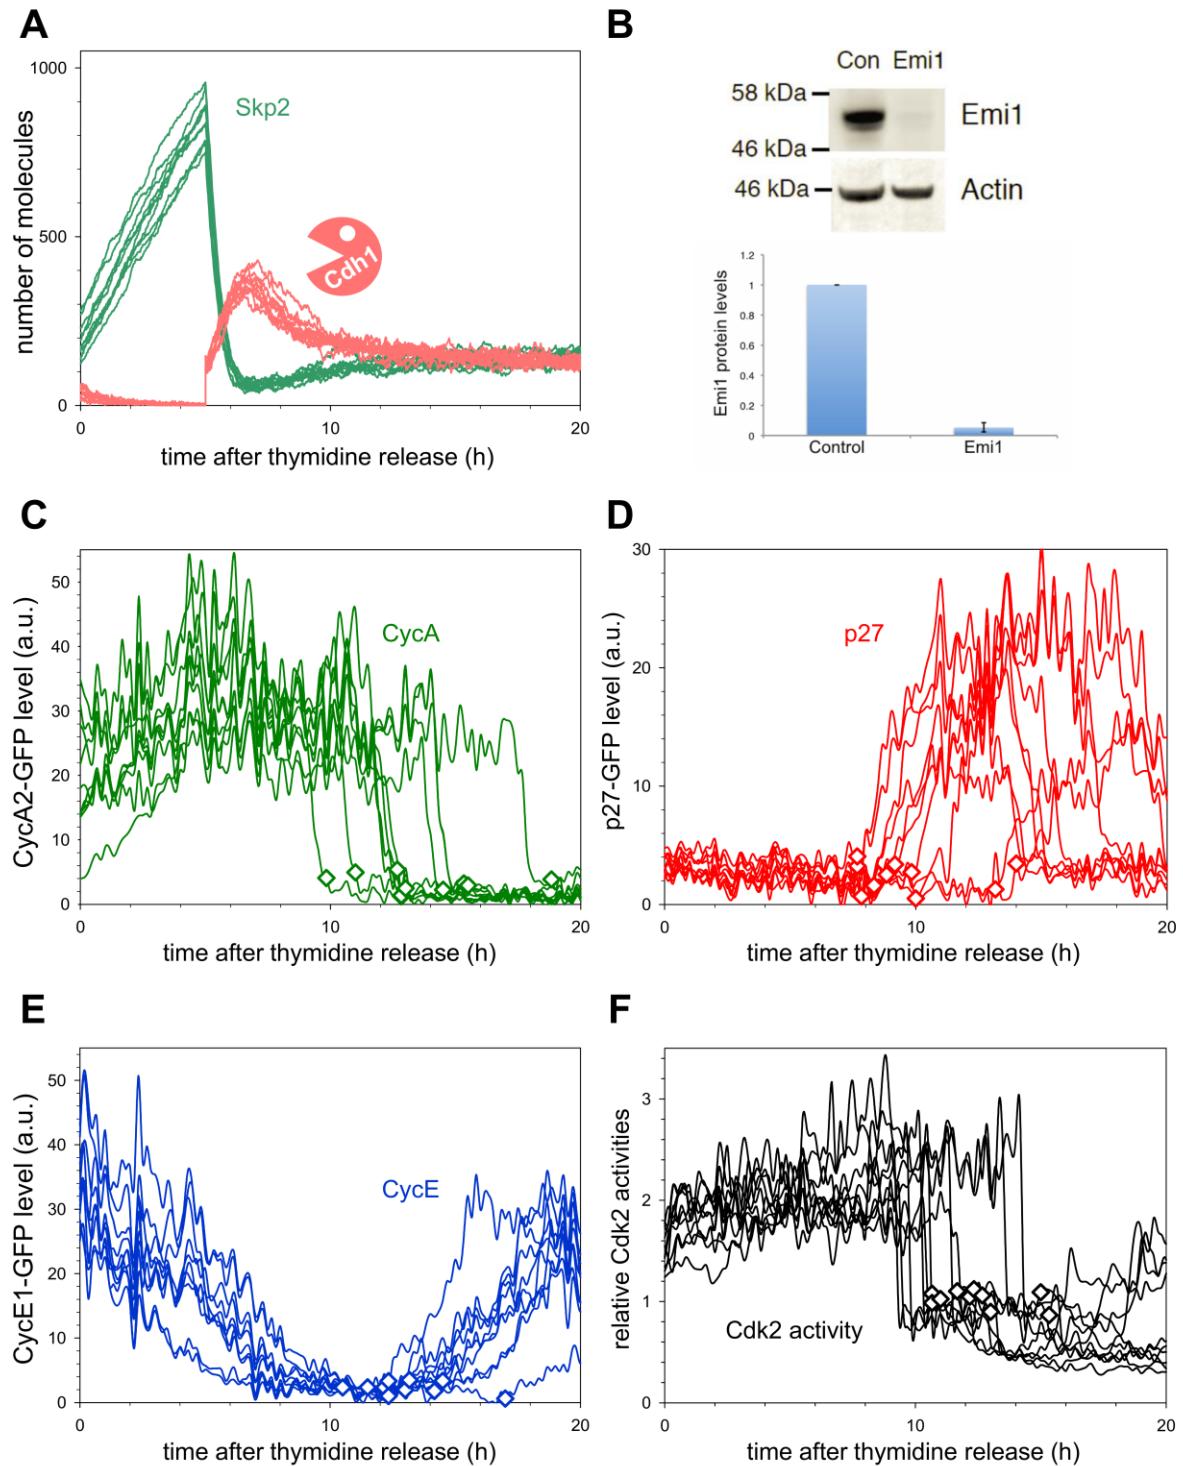 A
number of molecules
1000
500
0
Skp2
Cdh1
0
10
20
time after thymidine release (h)
B
Con Emi1
58 kDa
46 kDa
Emi1
46 kDa
Actin
Emi1 protein levels
1.2
1
0.8
0.6
0.4
0.2
0
Control
Emi1
C
CycA2-GFP level (a.u.)
50
40
30
20
10
0
CycA
0
10
20
time after thymidine release (h)
D
p27-GFP level (a.u.)
30
20
10
0
p27
0
10
20
time after thymidine release (h)
E
CycE1-GFP level (a.u.)
50
40
30
20
10
0
CycE
0
10
20
time after thymidine release (h)
F
relative Cdk2 activities
3
2
1
0
Cdk2 activity
0
10
20
time after thymidine release (h)